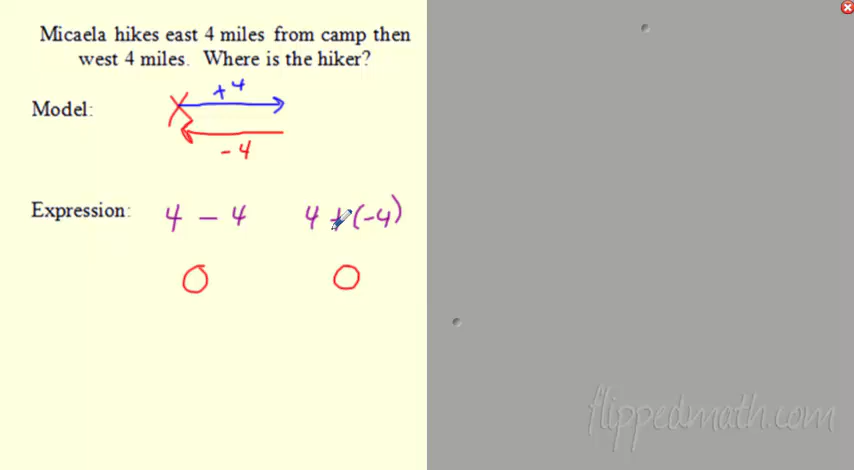 Micaela hikes east 4 miles from camp then
west 4 miles. Where is the hiker?
+4
Model:
-4
Expression: 4 - 4 4 + (-4)
0 0
flippedmath.com